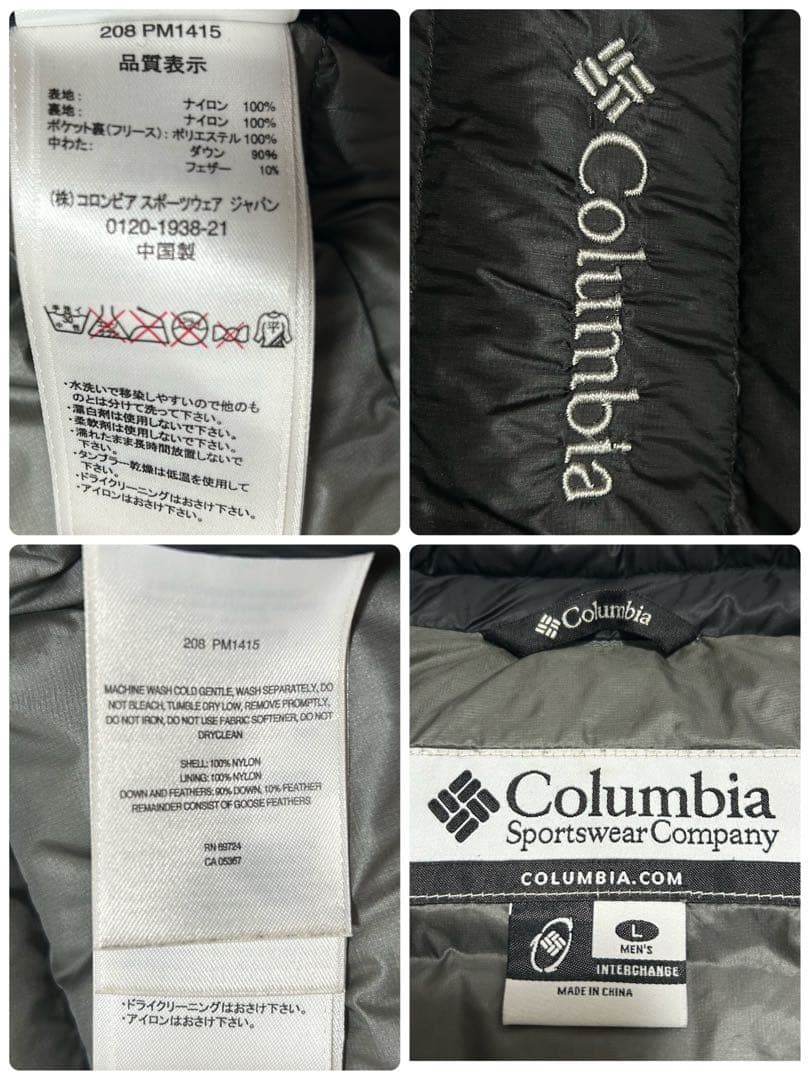 208 PM1415
品質表示
表地: ナイロン 100%
裏地: ナイロン 100%
ポケット裏(フリース): ポリエステル 100%
中わた: ダウン 90%
フェザー 10%
(株)コロンビア スポーツウェア ジャパン
0120-1938-21
中国製
30
平
・水洗いで移染しやすいので他のも
のとは分けて洗って下さい。
・漂白剤は使用しないで下さい。
・柔軟剤は使用しないで下さい。
・濡れたまま長時間放置しないで
下さい。
・タンブラー乾燥は低温を使用して
下さい。
・ドライクリーニングはおさけ下さい。
・アイロンはおさけ下さい。
Columbia
208 PM1415
MACHINE WASH COLD GENTLE, WASH SEPARATELY, DO
NOT BLEACH, TUMBLE DRY LOW, REMOVE PROMPTLY,
DO NOT IRON, DO NOT USE FABRIC SOFTENER, DO NOT
DRYCLEAN
SHELL: 100% NYLON
LINING: 100% NYLON
DOWN AND FEATHERS: 90% DOWN, 10% FEATHER
REMAINDER CONSIST OF GOOSE FEATHERS
RN 69724
CA 05367
・ドライクリーニングはおさけ下さい。
・アイロンはおさけ下さい。
Columbia
Columbia
Sportswear Company
COLUMBIA.COM
L
MEN'S
INTERCHANGE
MADE IN CHINA